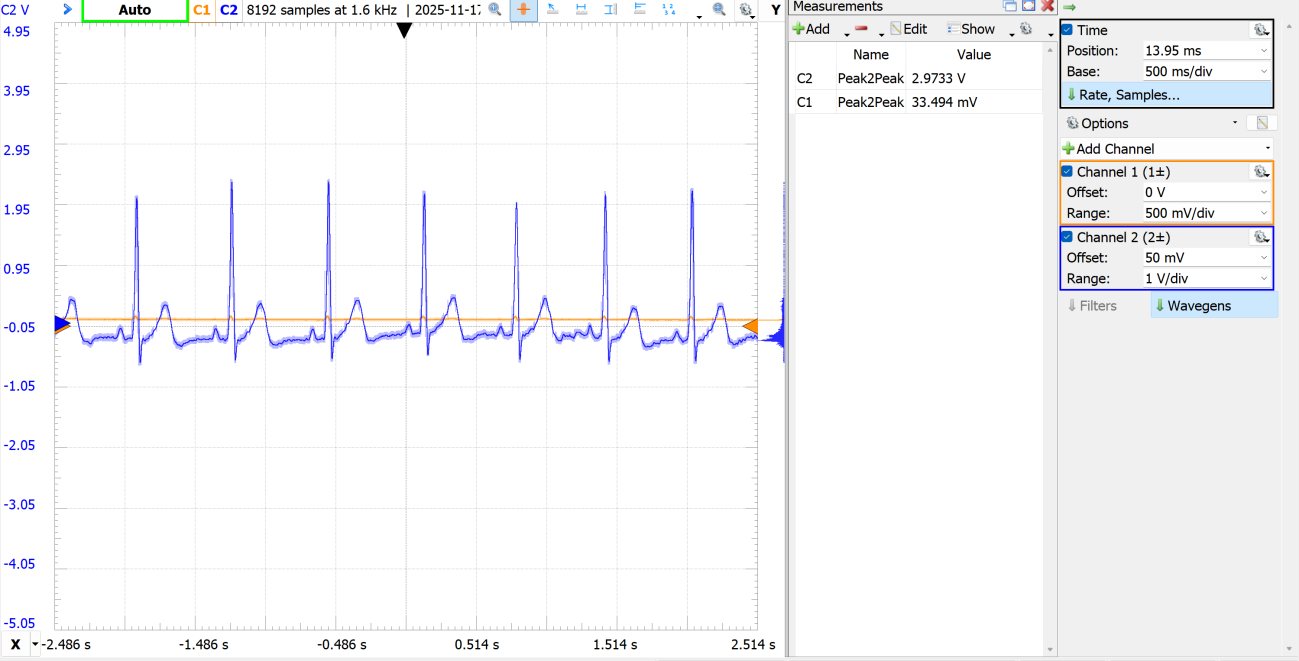 C2 V
Auto C1 C2 8192 samples at 1.6 kHz | 2025-11-17
Y
4.95
3.95
2.95
1.95
0.95
-0.05
-1.05
-2.05
-3.05
-4.05
-5.05
X -2.486 s -1.486 s -0.486 s 0.514 s 1.514 s 2.514 s
Measurements
Add Edit Show
Name Value
C2 Peak2Peak 2.9733 V
C1 Peak2Peak 33.494 mV
Time
Position: 13.95 ms
Base: 500 ms/div
Rate, Samples...
Options
Add Channel
Channel 1 (1±)
Offset: 0 V
Range: 500 mV/div
Channel 2 (2±)
Offset: 50 mV
Range: 1 V/div
Filters Wavegens